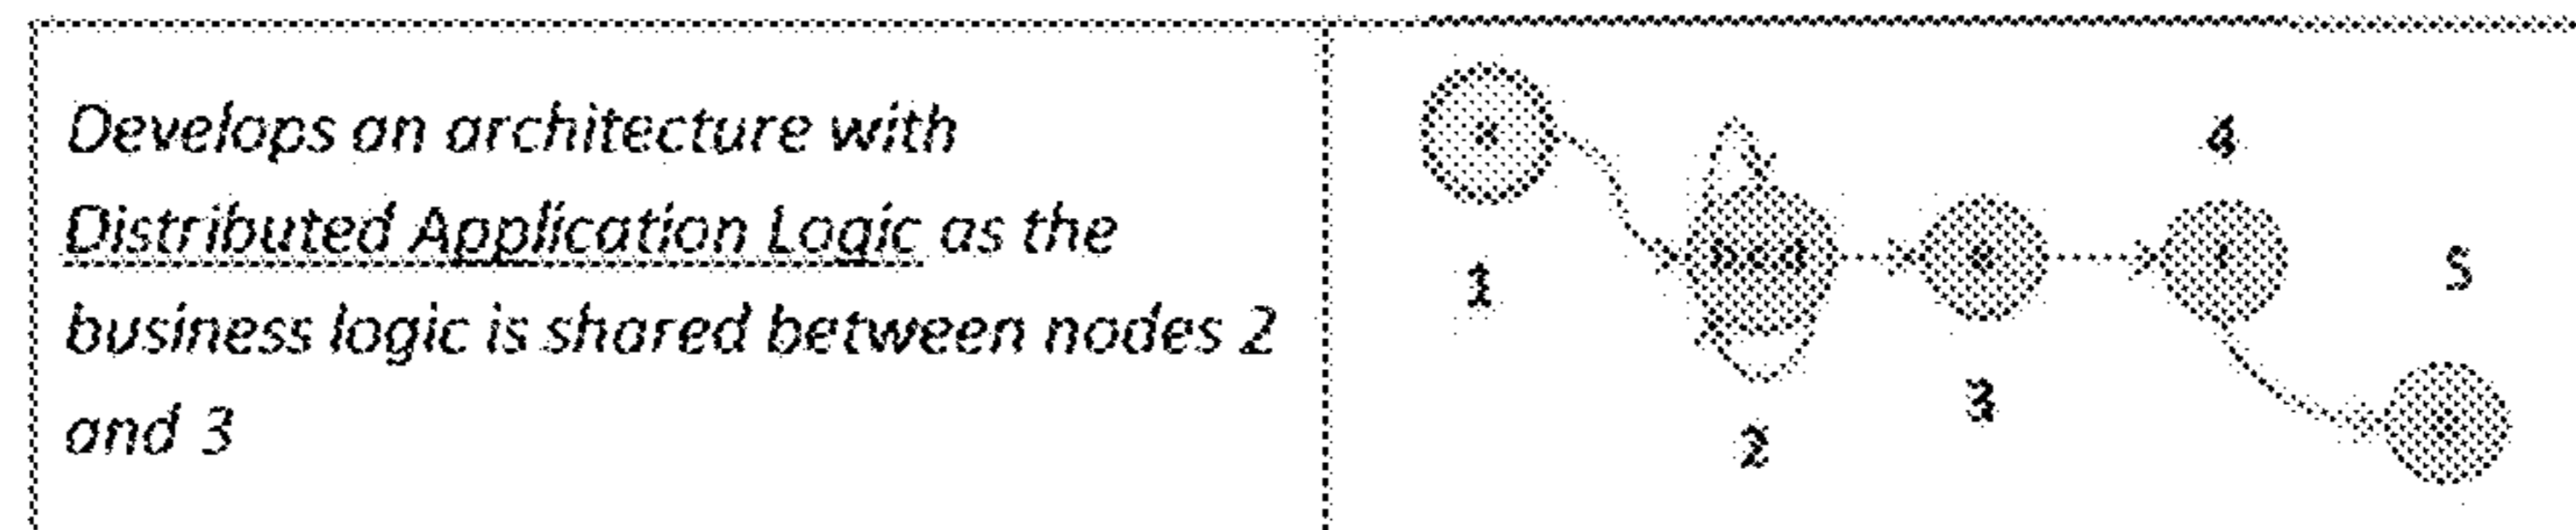 Develops an architecture with
Distributed Application Logic as the
business logic is shared between nodes 2
and 3
4
1
5
3
2